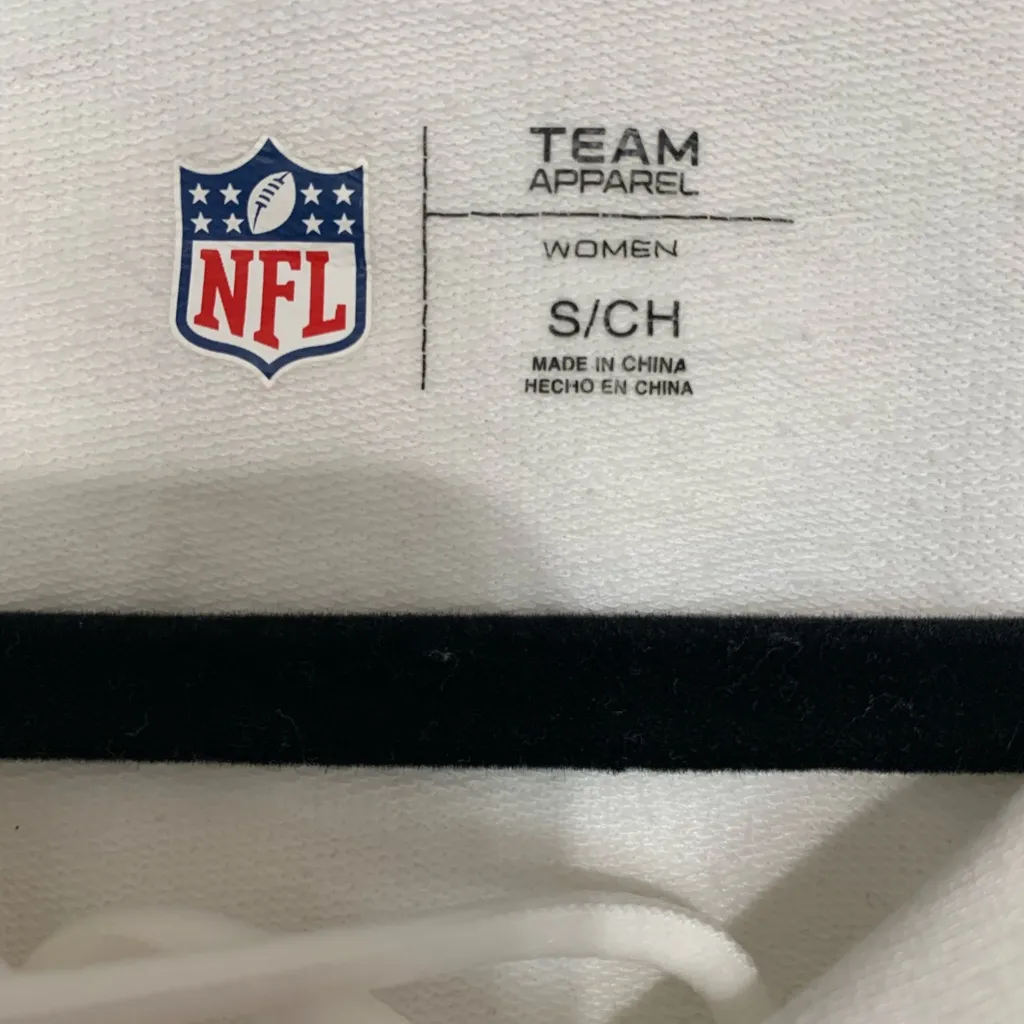 NFL
TEAM
APPAREL
WOMEN
S/CH
MADE IN CHINA
HECHO EN CHINA